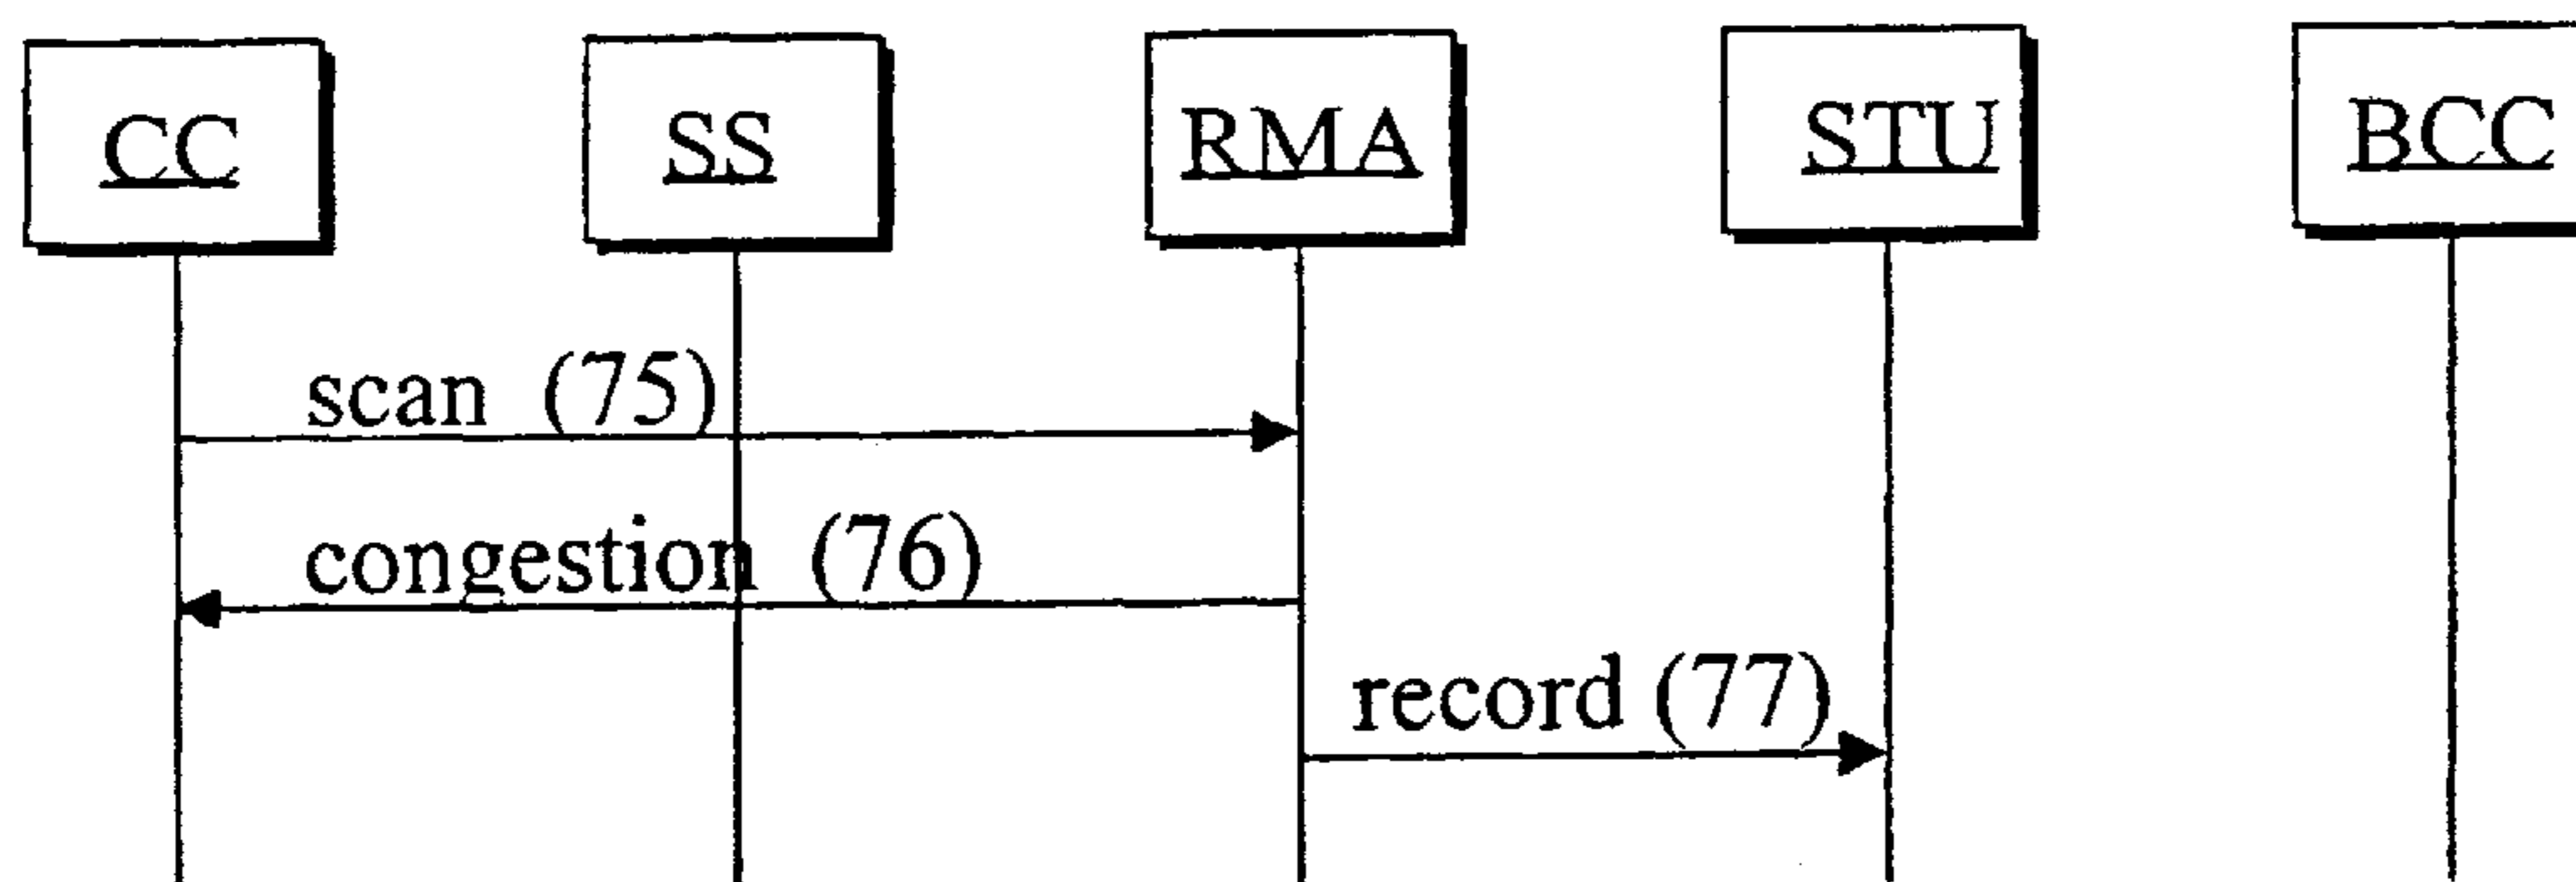 CC SS RMA STU BCC
scan (75)
congestion (76)
record (77)